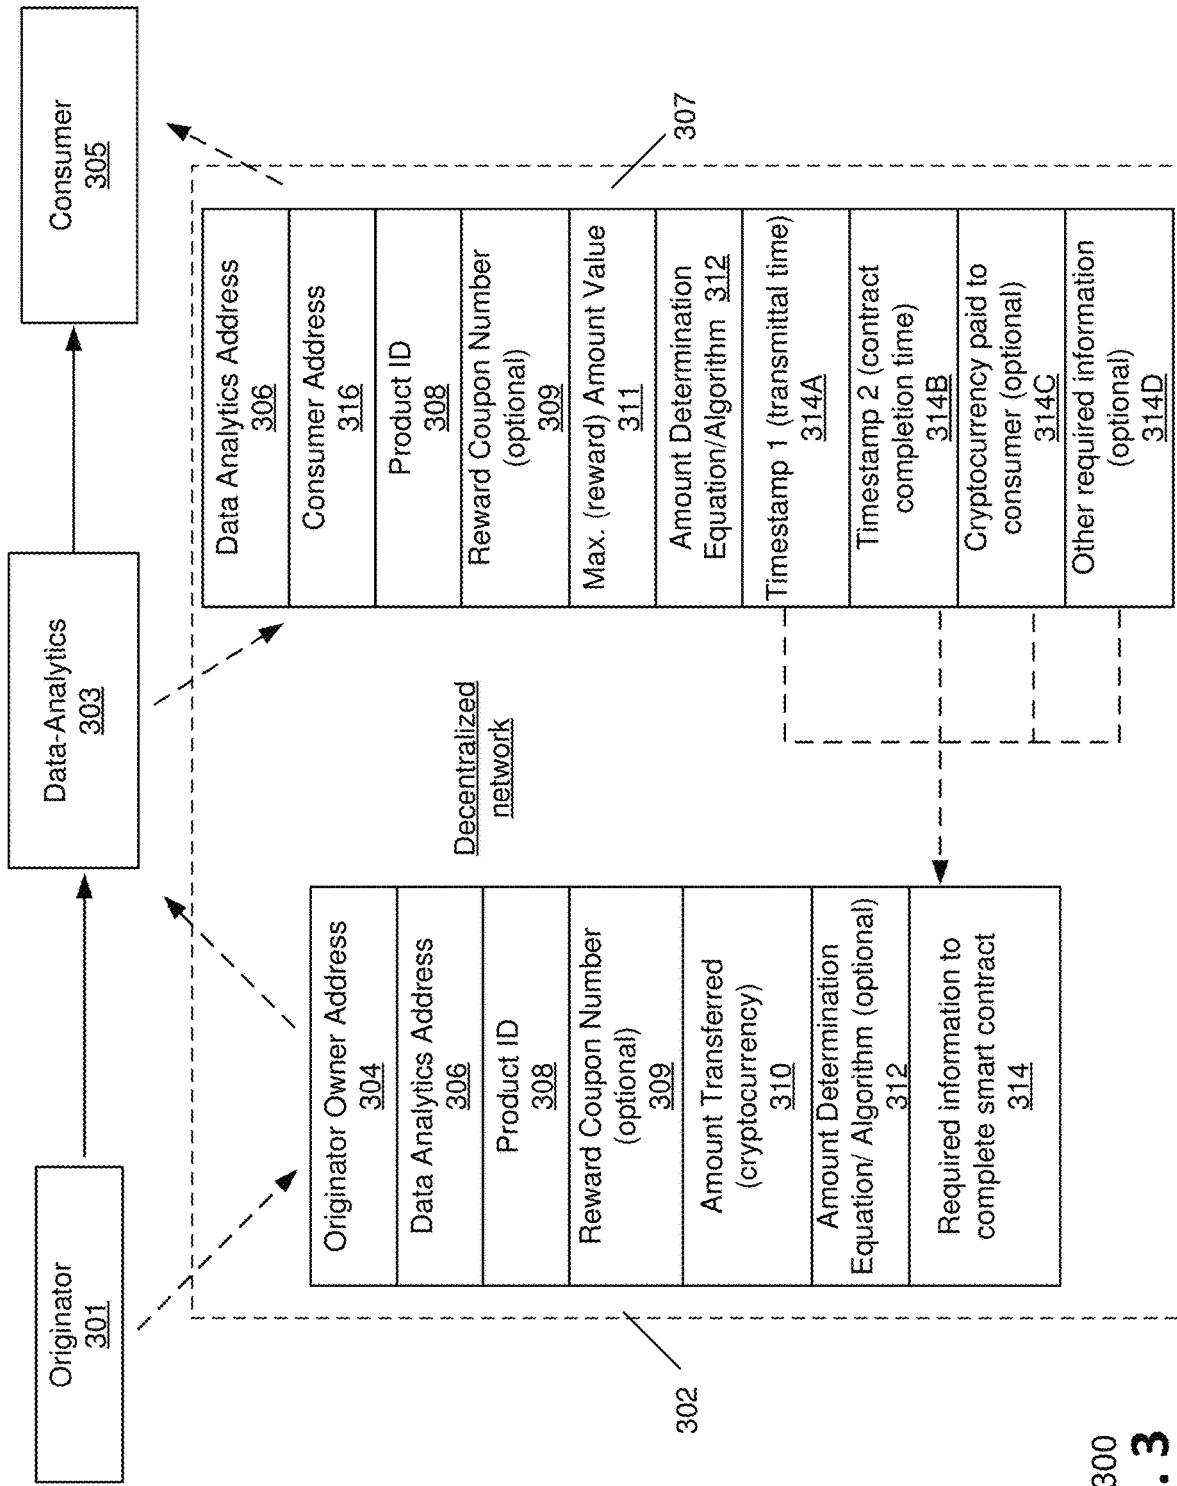 Originator
301
Data-Analytics
303
Consumer
305
Originator Owner Address
304
Data Analytics Address
306
Product ID
308
Reward Coupon Number
(optional)
309
Amount Transferred
(cryptocurrency)
310
Amount Determination
Equation/ Algorithm (optional)
312
Required information to
complete smart contract
314
302
Decentralized
network
Data Analytics Address
306
Consumer Address
316
Product ID
308
Reward Coupon Number
(optional)
309
Max. (reward) Amount Value
311
Amount Determination
Equation/Algorithm 312
Timestamp 1 (transmittal time)
314A
Timestamp 2 (contract
completion time)
314B
Cryptocurrency paid to
consumer (optional)
314C
Other required information
(optional)
314D
307
300
. 3